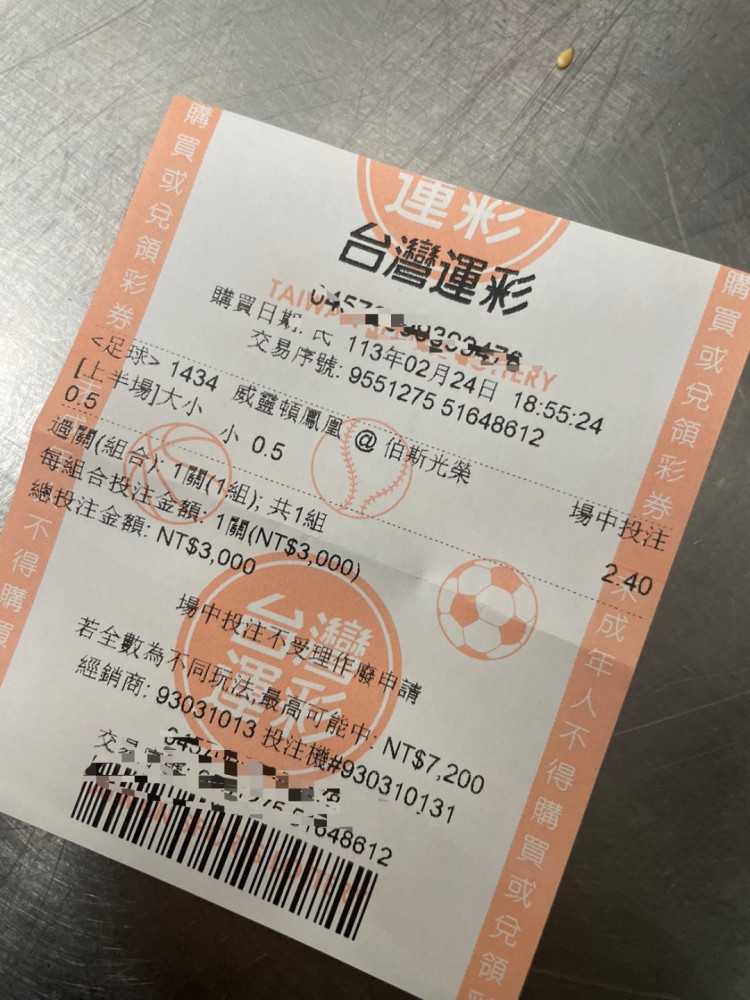 運彩
台灣運彩
TAIWA
購買日期: 民 113年02月24日 18:55:24
交易序號: 9551275 51648612
<足球> 1434 威靈頓鳳凰 @ 伯斯光榮
[上半場]大小 場中投注
0.5 小 0.5 2.40
過關(組合): 1關(1組); 共1組
每組合投注金額: 1關(NT$3,000)
總投注金額: NT$3,000
台灣
運彩
場中投注不受理作廢申請
若全數為不同玩法,最高可能中: NT$7,200
經銷商: 93031013 投注機#930310131
51648612
購買或兌領彩券
不得購買
購買或兌領彩券
未成年人不得購買或兌領